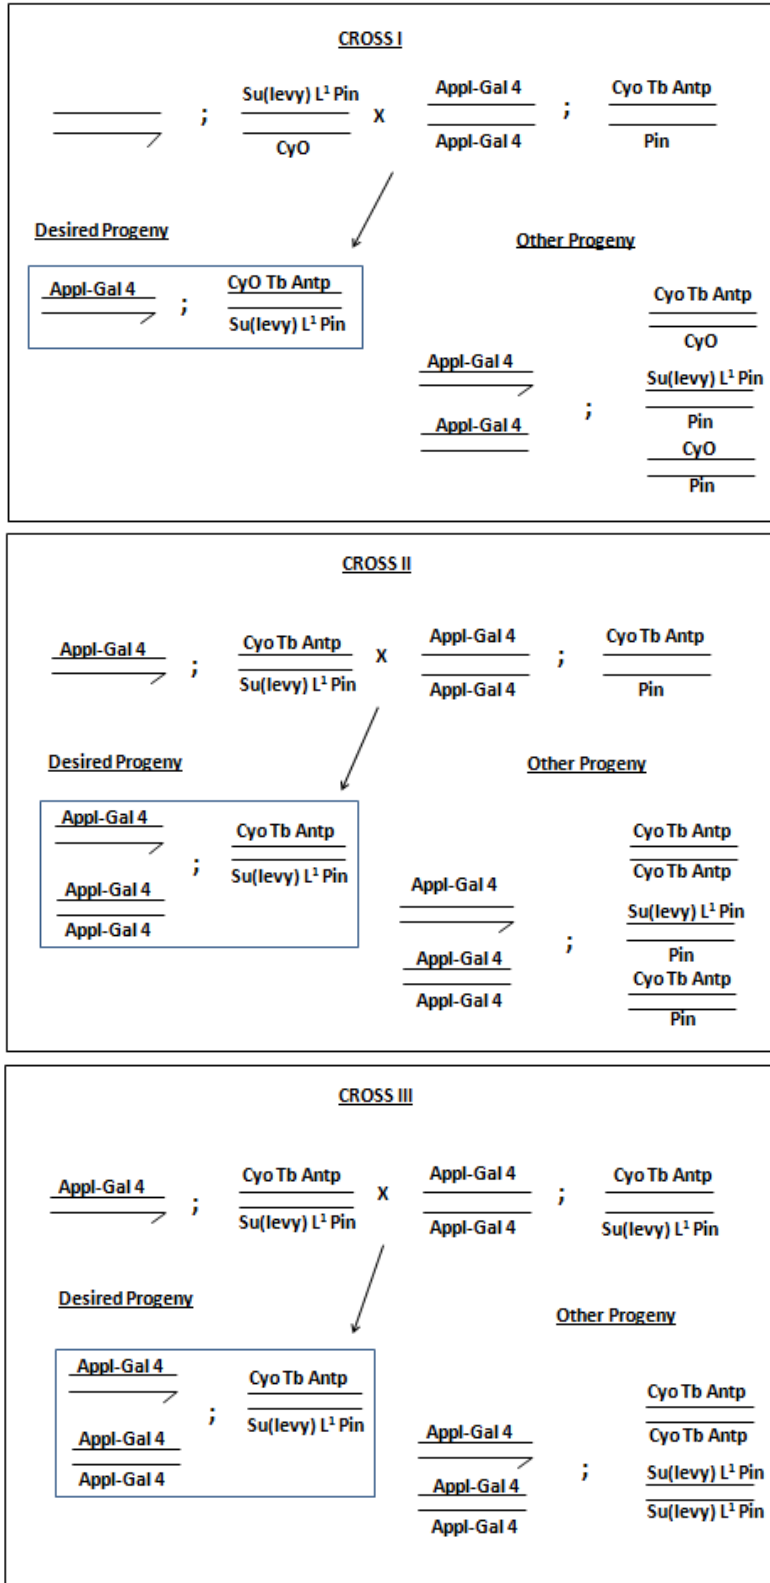 CROSS I
Su(levy) L¹ Pin
Appl-Gal 4
Cyo Tb Antp
;
X
;
CyO
Appl-Gal 4
Pin
Desired Progeny
Other Progeny
Appl-Gal 4
;
CyO Tb Antp
Su(levy) L¹ Pin
Cyo Tb Antp
CyO
Appl-Gal 4
Su(levy) L¹ Pin
;
Pin
Appl-Gal 4
CyO
Pin
CROSS II
Appl-Gal 4
;
Cyo Tb Antp
Su(levy) L¹ Pin
X
Appl-Gal 4
Appl-Gal 4
;
Cyo Tb Antp
Pin
Desired Progeny
Other Progeny
Appl-Gal 4
;
Cyo Tb Antp
Su(levy) L¹ Pin
Appl-Gal 4
Appl-Gal 4
Cyo Tb Antp
Cyo Tb Antp
Appl-Gal 4
Su(levy) L¹ Pin
;
Pin
Appl-Gal 4
Appl-Gal 4
Cyo Tb Antp
Pin
CROSS III
Appl-Gal 4
;
Cyo Tb Antp
Su(levy) L¹ Pin
X
Appl-Gal 4
Appl-Gal 4
;
Cyo Tb Antp
Su(levy) L¹ Pin
Desired Progeny
Other Progeny
Appl-Gal 4
;
Cyo Tb Antp
Su(levy) L¹ Pin
Appl-Gal 4
Appl-Gal 4
Cyo Tb Antp
Cyo Tb Antp
Appl-Gal 4
;
Su(levy) L¹ Pin
Su(levy) L¹ Pin
Appl-Gal 4
Appl-Gal 4